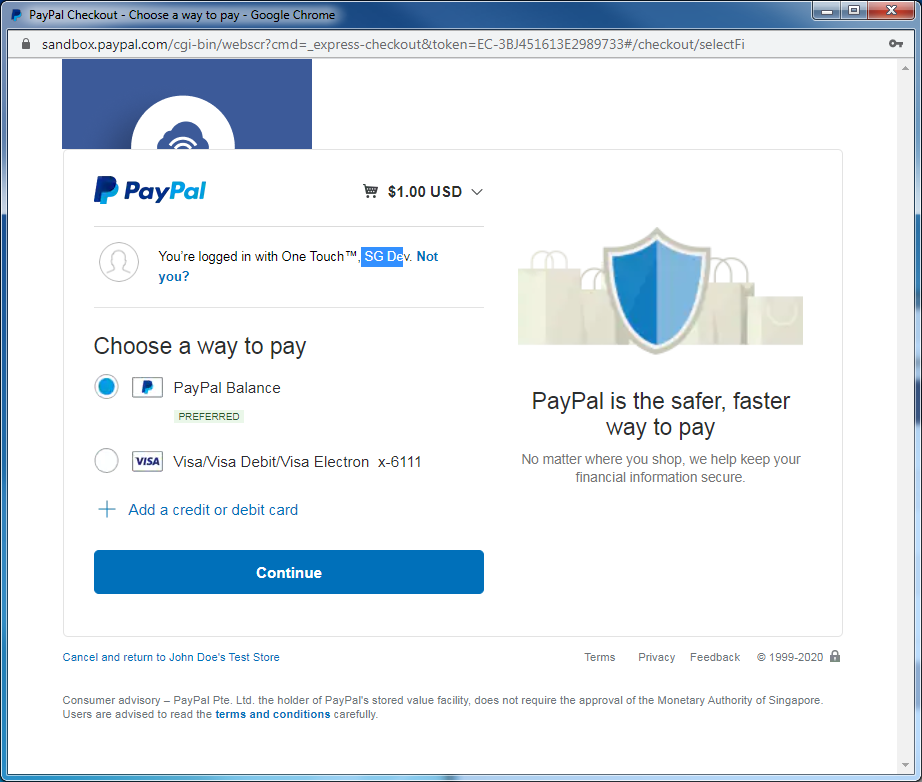 PayPal Checkout - Choose a way to pay - Google Chrome
sandbox.paypal.com/cgi-bin/webscr?cmd=_express-checkout&token=EC-3BJ451613E2989733#/checkout/selectFi
PayPal
$1.00 USD
You're logged in with One Touch™, SG Dev. Not
you?
Choose a way to pay
PayPal Balance
PREFERRED
VISA Visa/Visa Debit/Visa Electron x-6111
Add a credit or debit card
Continue
PayPal is the safer, faster
way to pay
No matter where you shop, we help keep your
financial information secure.
Cancel and return to John Doe's Test Store
Terms Privacy Feedback © 1999-2020
Consumer advisory – PayPal Pte. Ltd. the holder of PayPal's stored value facility, does not require the approval of the Monetary Authority of Singapore.
Users are advised to read the terms and conditions carefully.